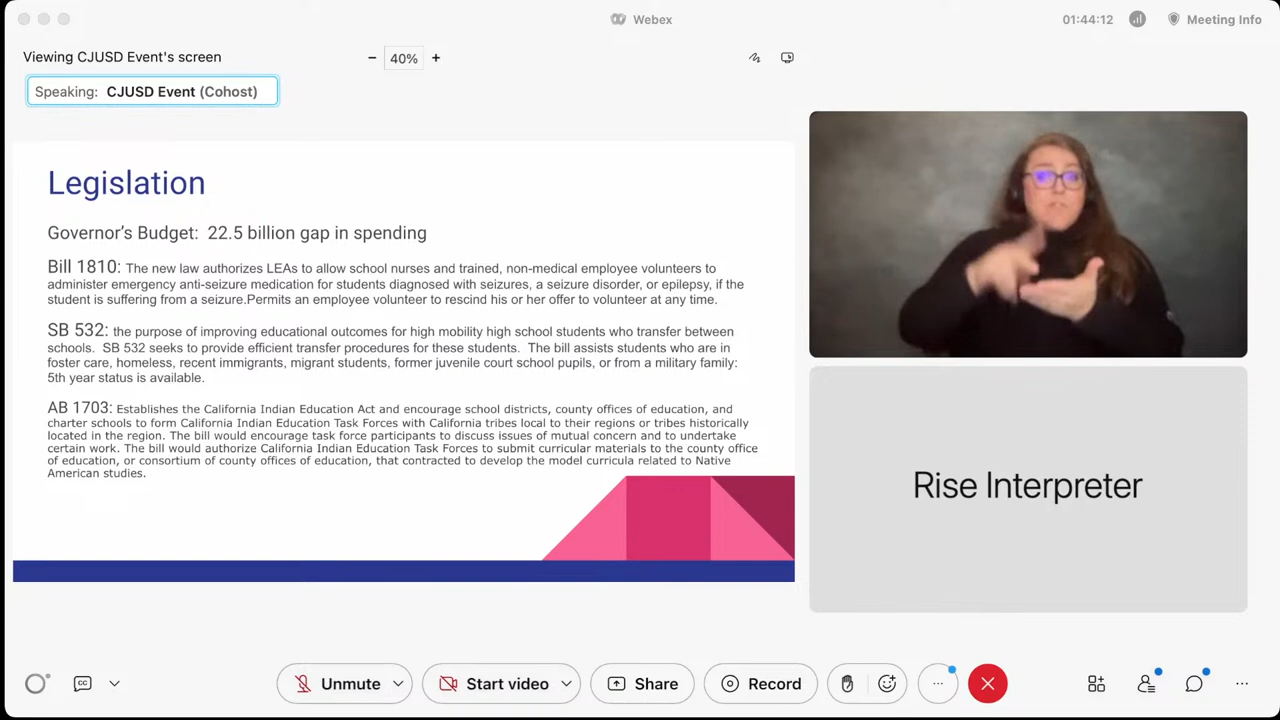 Webex
01:44:12
Meeting Info
Viewing CJUSD Event's screen
− 40% +
Speaking: CJUSD Event (Cohost)
Legislation
Governor's Budget: 22.5 billion gap in spending
Bill 1810: The new law authorizes LEAs to allow school nurses and trained, non-medical employee volunteers to
administer emergency anti-seizure medication for students diagnosed with seizures, a seizure disorder, or epilepsy, if the
student is suffering from a seizure.Permits an employee volunteer to rescind his or her offer to volunteer at any time.
SB 532: the purpose of improving educational outcomes for high mobility high school students who transfer between
schools. SB 532 seeks to provide efficient transfer procedures for these students. The bill assists students who are in
foster care, homeless, recent immigrants, migrant students, former juvenile court school pupils, or from a military family:
5th year status is available.
AB 1703: Establishes the California Indian Education Act and encourage school districts, county offices of education, and
charter schools to form California Indian Education Task Forces with California tribes local to their regions or tribes historically
located in the region. The bill would encourage task force participants to discuss issues of mutual concern and to undertake
certain work. The bill would authorize California Indian Education Task Forces to submit curricular materials to the county office
of education, or consortium of county offices of education, that contracted to develop the model curricula related to Native
American studies.
Rise Interpreter
CC
Unmute
Start video
Share
Record